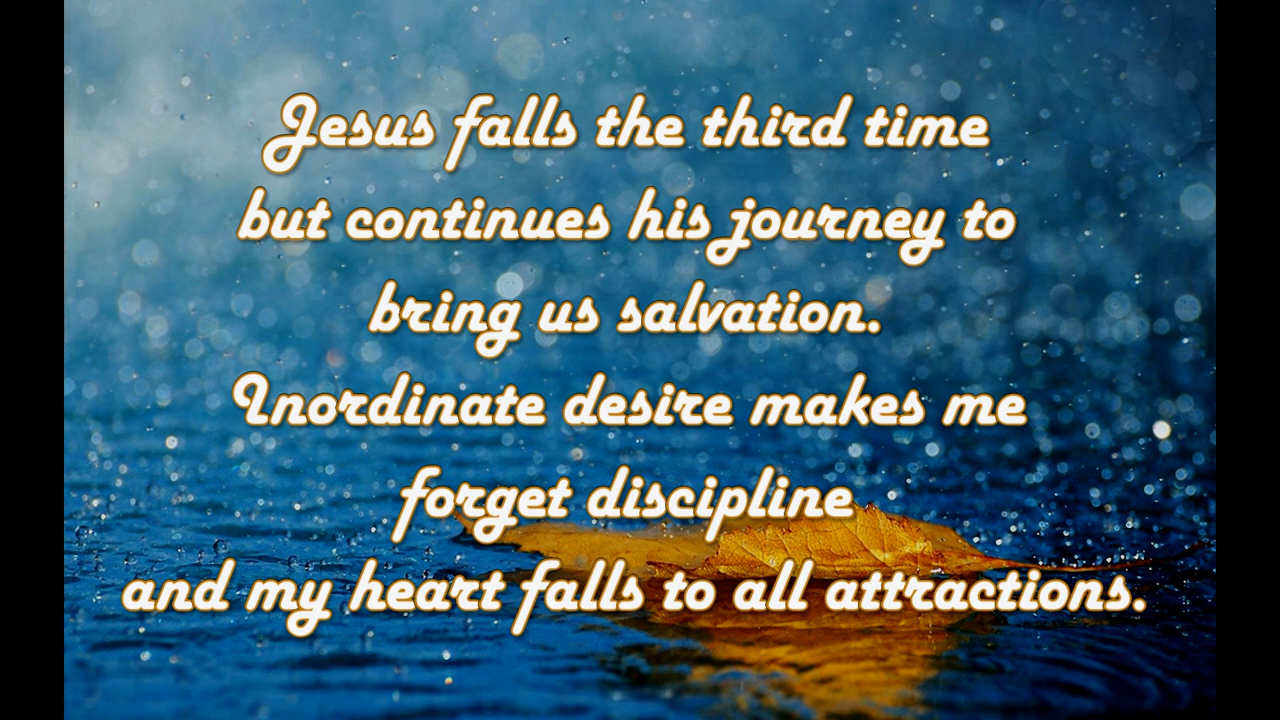 Jesus falls the third time
but continues his journey to
bring us salvation.
Inordinate desire makes me
forget discipline
and my heart falls to all attractions.